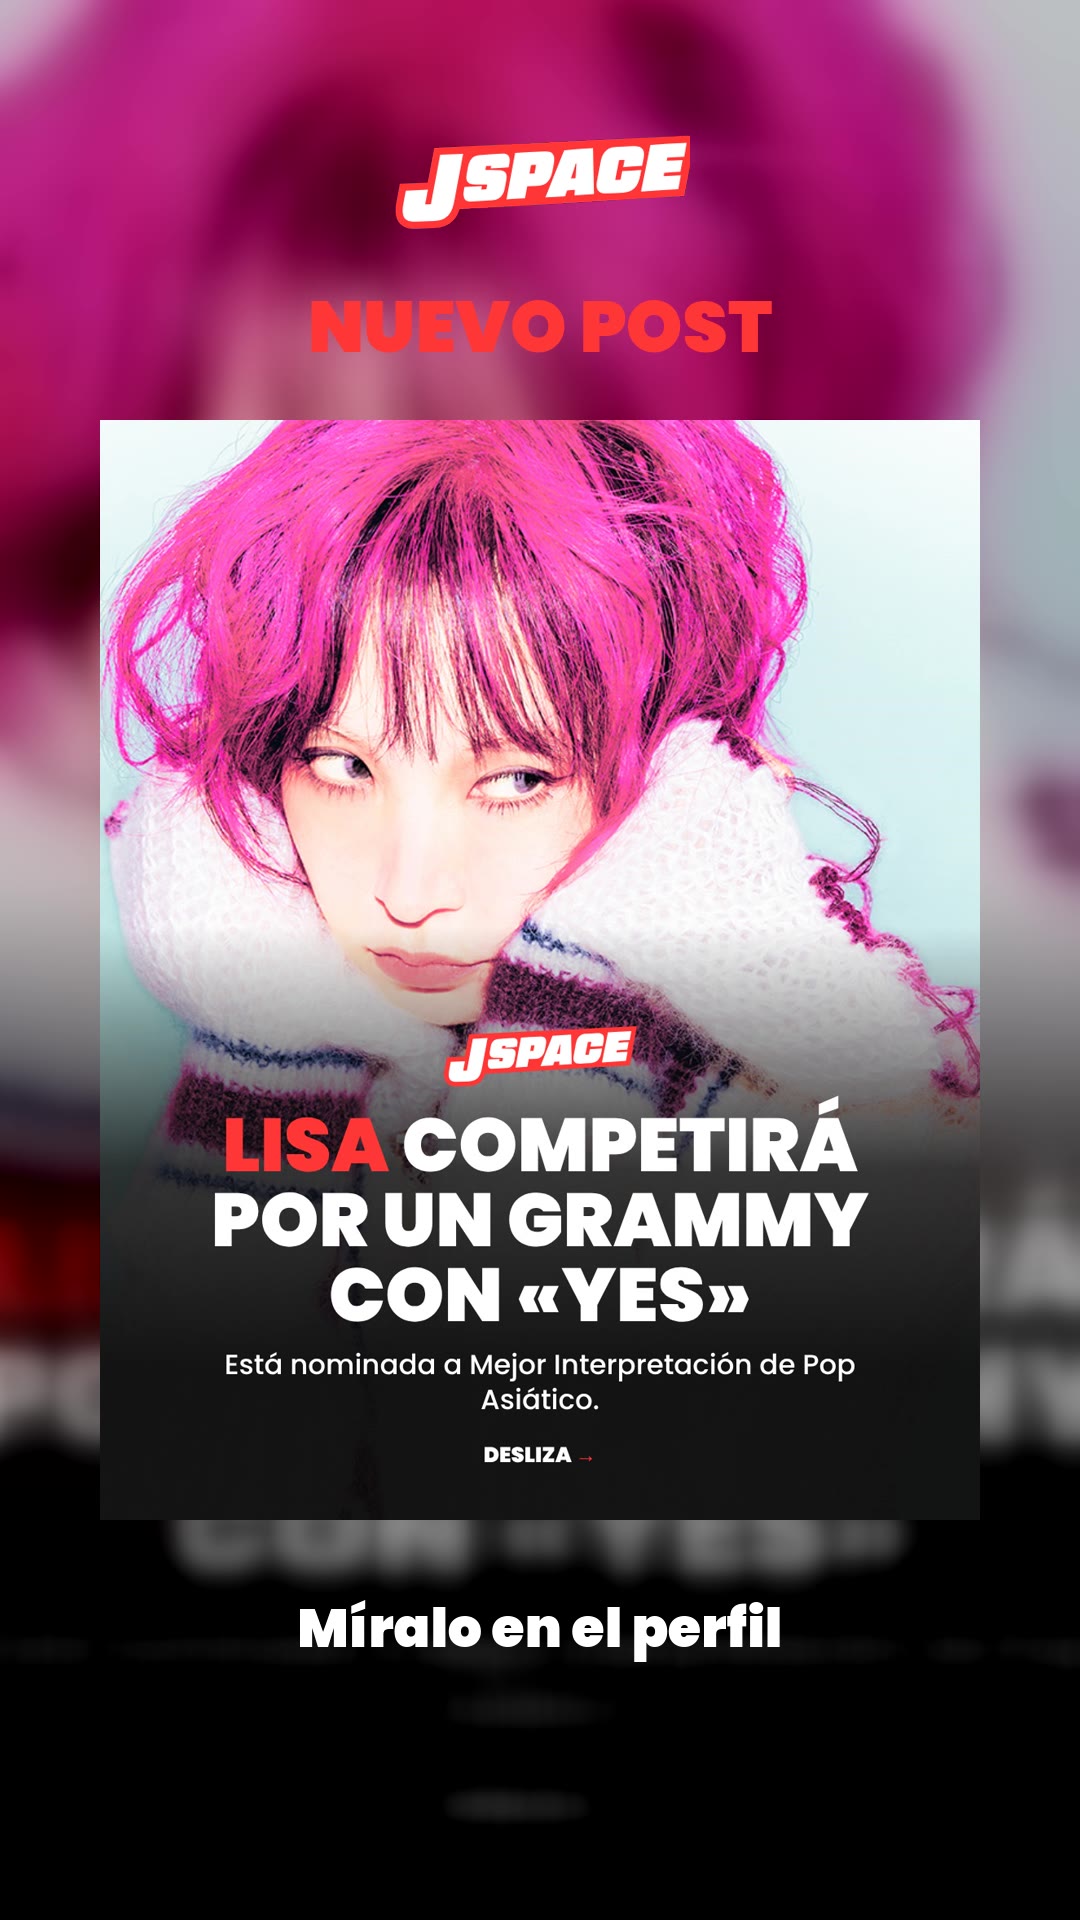 JSPACE
NUEVO POST
JSPACE
LISA COMPETIRÁ
POR UN GRAMMY
CON «YES»
Está nominada a Mejor Interpretación de Pop
Asiático.
DESLIZA →
Míralo en el perfil